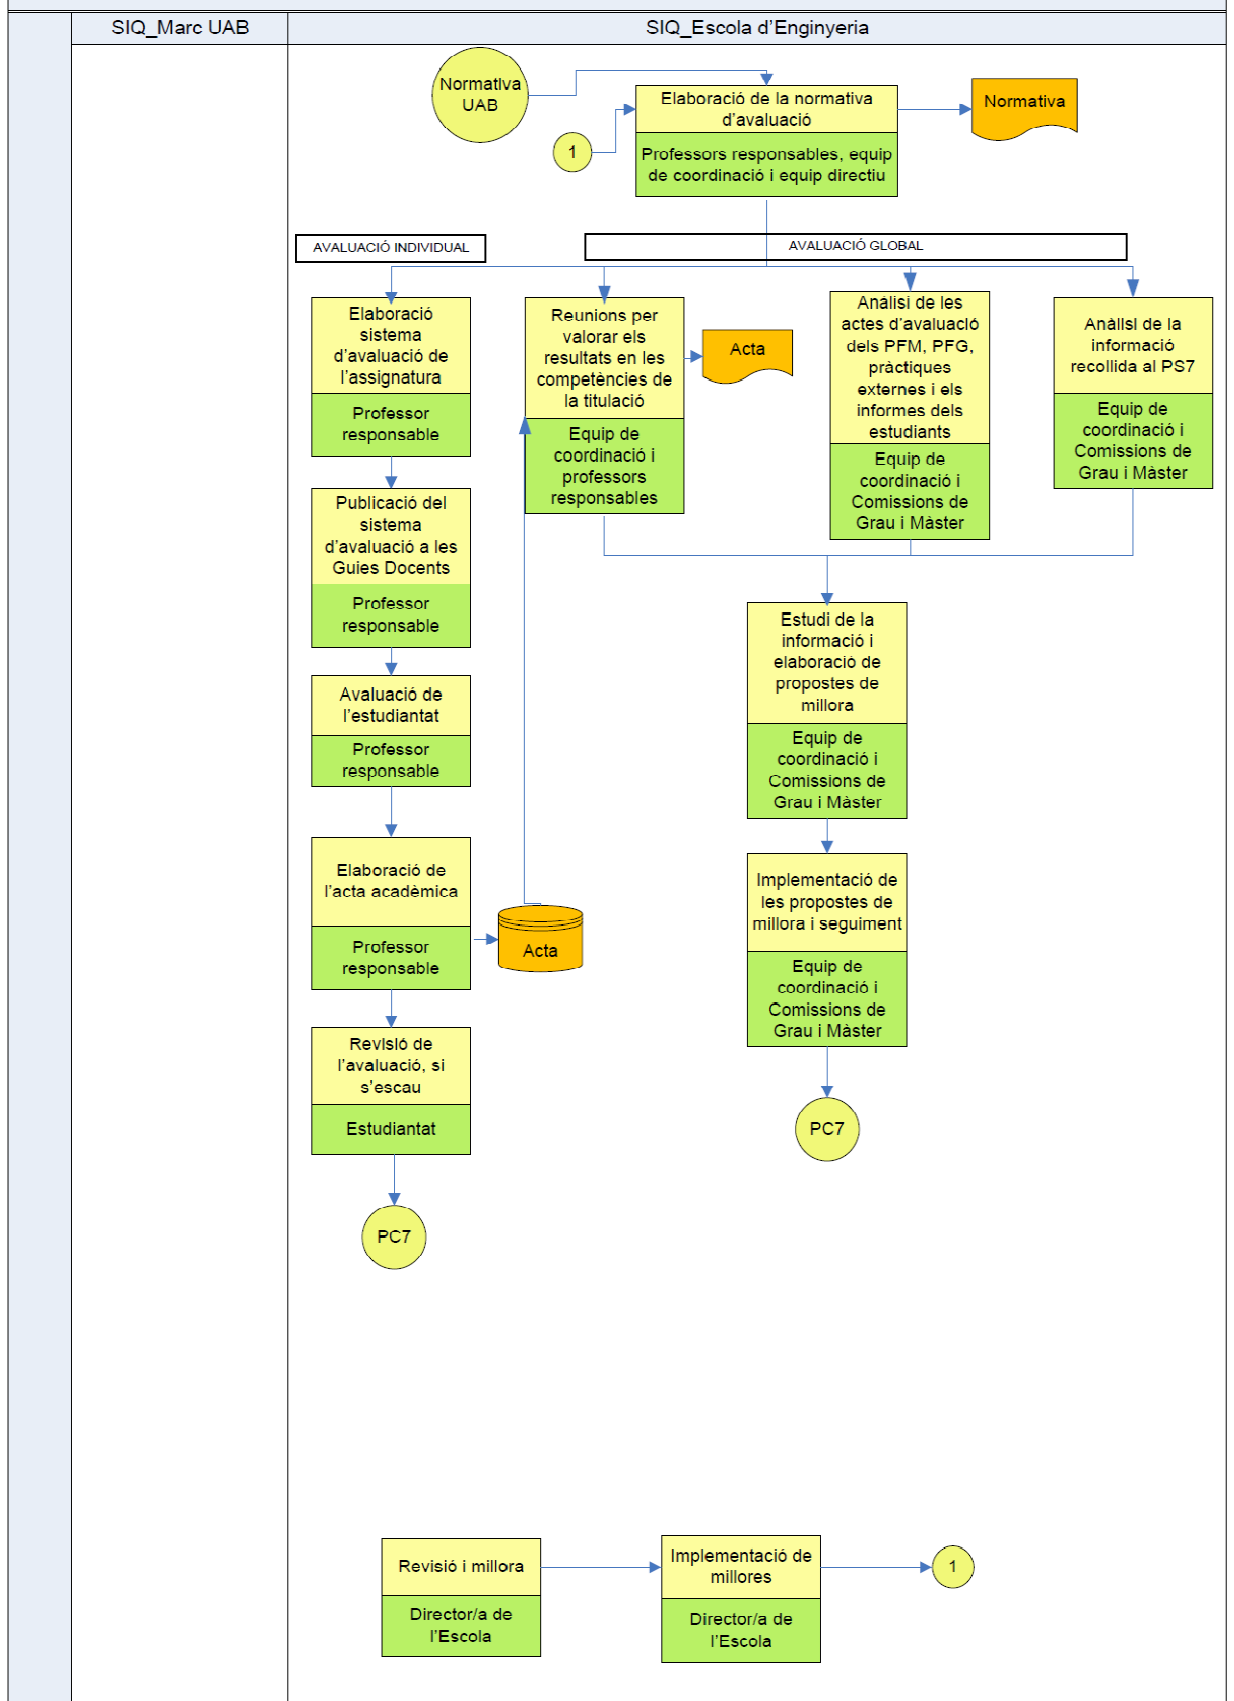 SIQ_Marc UAB
SIQ_Escola d'Enginyeria
Normativa
UAB
1
Elaboració de la normativa
d'avaluació
Professors responsables, equip
de coordinació i equip directiu
Normativa
AVALUACIÓ INDIVIDUAL
AVALUACIÓ GLOBAL
Elaboració
sistema
d'avaluació de
l'assignatura
Professor
responsable
Publicació del
sistema
d'avaluació a les
Guies Docents
Professor
responsable
Avaluació de
l'estudiantat
Professor
responsable
Elaboració de
l'acta acadèmica
Professor
responsable
Acta
Revisió de
l'avaluació, si
s'escau
Estudiantat
PC7
Reunions per
valorar els
resultats en les
competències de
la titulació
Equip de
coordinació i
professors
responsables
Acta
Anàlisi de les
actes d'avaluació
dels PFM, PFG,
pràctiques
externes i els
informes dels
estudiants
Equip de
coordinació i
Comissions de
Grau i Màster
Anàlisi de la
informació
recollida al PS7
Equip de
coordinació i
Comissions de
Grau i Màster
Estudi de la
informació i
elaboració de
propostes de
millora
Equip de
coordinació i
Comissions de
Grau i Màster
Implementació de
les propostes de
millora i seguiment
Equip de
coordinació i
Comissions de
Grau i Màster
PC7
Revisió i millora
Director/a de
l'Escola
Implementació de
millores
Director/a de
l'Escola
1